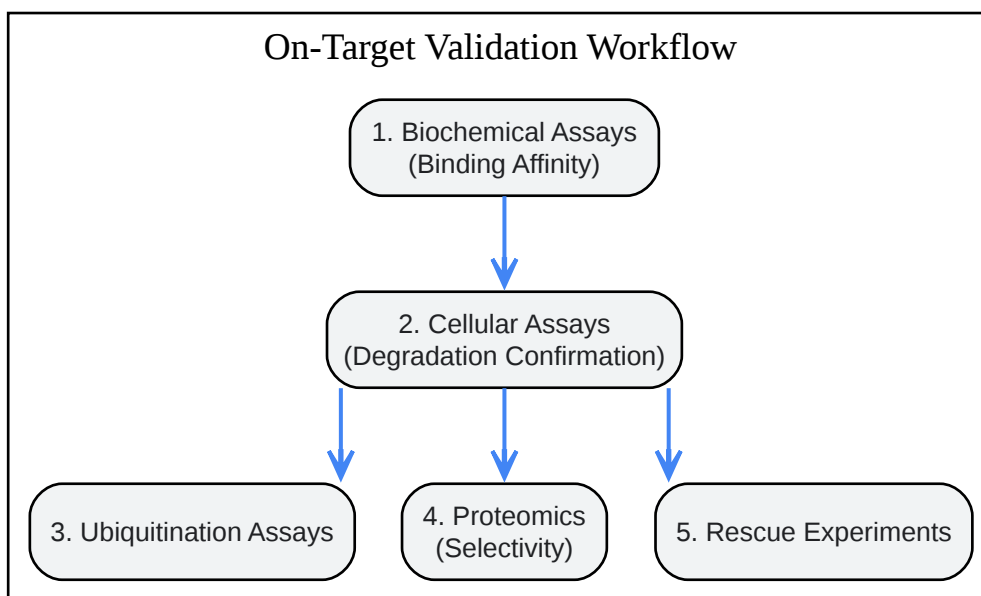 On-Target Validation Workflow
1. Biochemical Assays
(Binding Affinity)
2. Cellular Assays
(Degradation Confirmation)
3. Ubiquitination Assays
4. Proteomics
(Selectivity)
5. Rescue Experiments